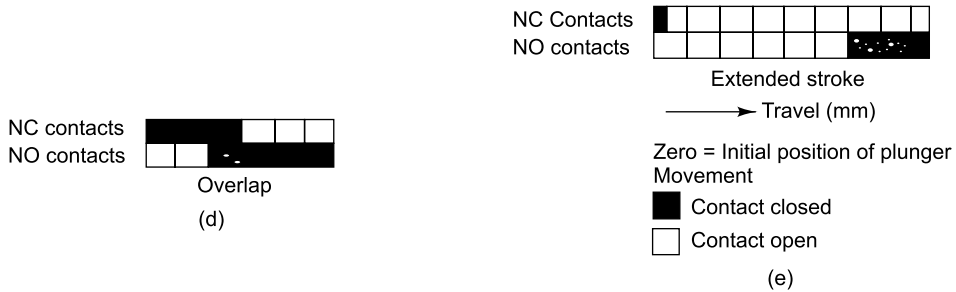 NC contacts
NO contacts
Overlap
(d)
NC Contacts
NO contacts
Extended stroke
Travel (mm)
Zero = Initial position of plunger
Movement
Contact closed
Contact open
(e)